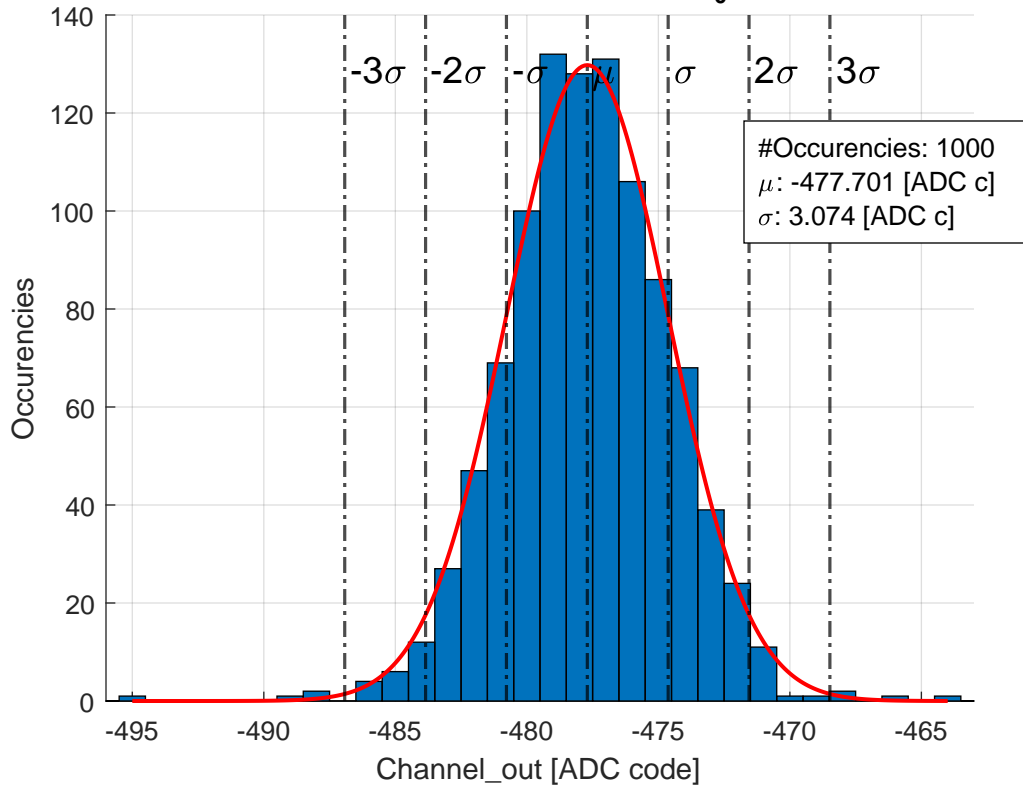 140
120
100
80
60
40
20
0
Occurencies
-3σ -2σ -σ μ σ 2σ 3σ
#Occurencies: 1000
μ: -477.701 [ADC c]
σ: 3.074 [ADC c]
-495 -490 -485 -480 -475 -470 -465
Channel_out [ADC code]